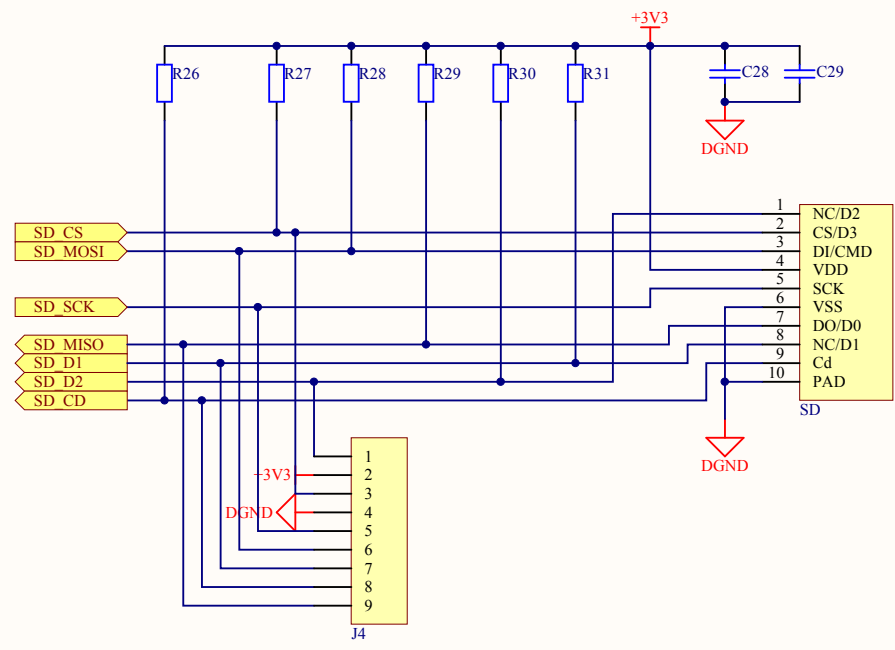 +3V3
R26 R27 R28 R29 R30 R31 C28 C29
DGND
SD_CS
SD_MOSI
SD_SCK
SD_MISO
SD_D1
SD_D2
SD_CD
1 NC/D2
2 CS/D3
3 DI/CMD
4 VDD
5 SCK
6 VSS
7 DO/D0
8 NC/D1
9 Cd
10 PAD
SD
DGND
1
+3V3 2
3
DGND 4
5
6
7
8
9
J4